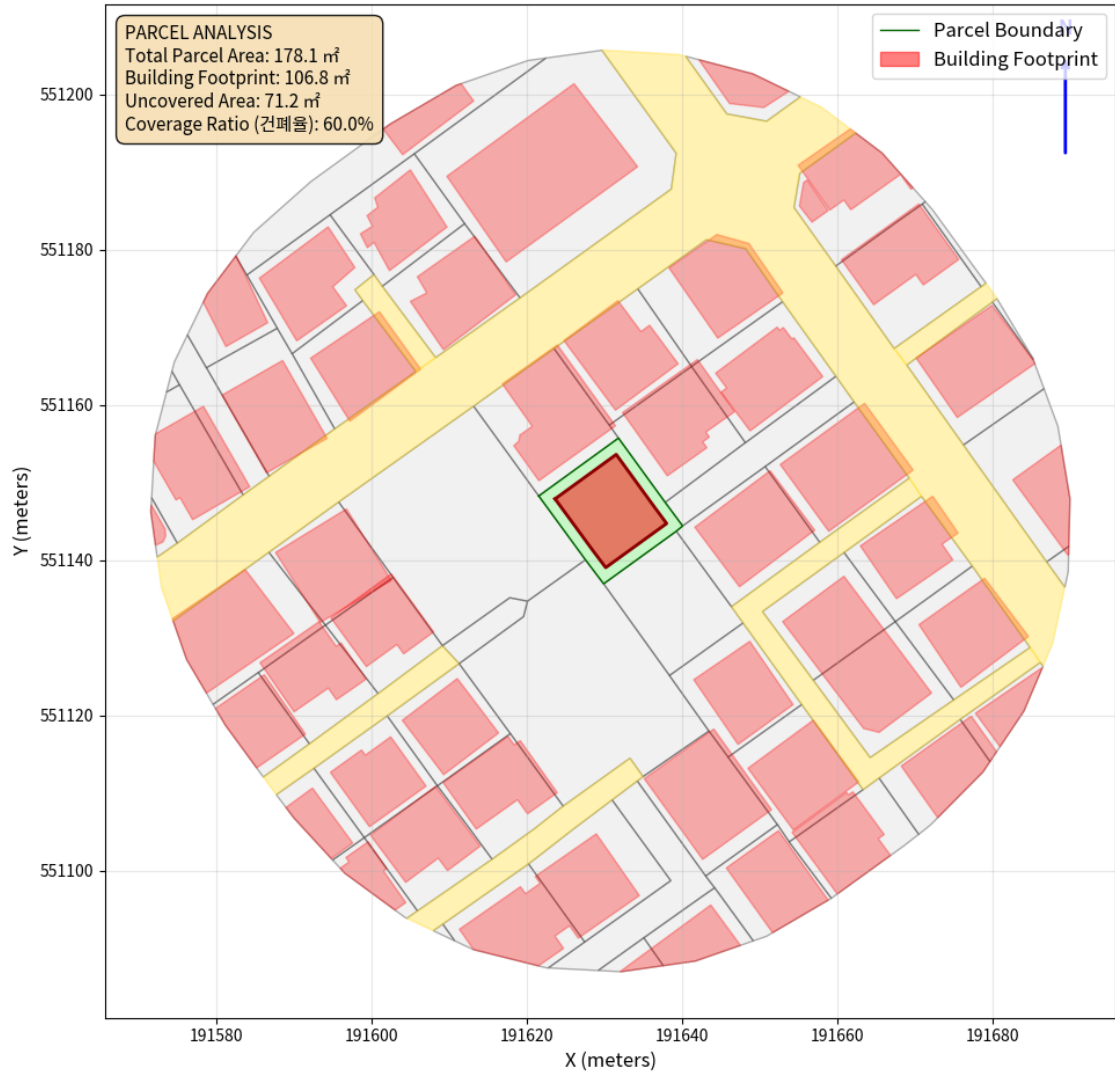 PARCEL ANALYSIS
Total Parcel Area: 178.1 ㎡
Building Footprint: 106.8 ㎡
Uncovered Area: 71.2 ㎡
Coverage Ratio (건폐율): 60.0%
N
Parcel Boundary
Building Footprint
551200
551180
551160
551140
551120
551100
Y (meters)
191580
191600
191620
191640
191660
191680
X (meters)